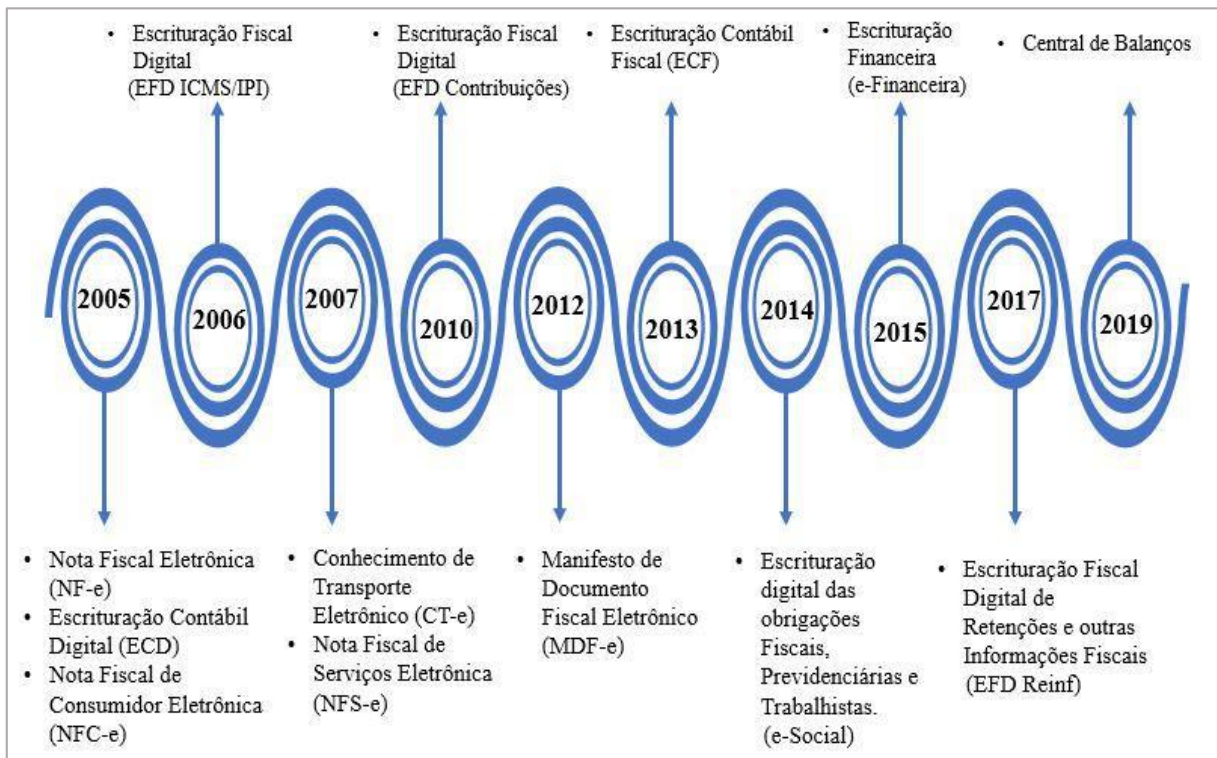 • Escrituração Fiscal
Digital
(EFD ICMS/IPI)
• Escrituração Fiscal
Digital
(EFD Contribuições)
• Escrituração Contábil
Fiscal (ECF)
• Escrituração
Financeira
(e-Financeira)
• Central de Balanços
2005
2006
2007
2010
2012
2013
2014
2015
2017
2019
• Nota Fiscal Eletrônica
(NF-e)
• Escrituração Contábil
Digital (ECD)
• Nota Fiscal de
Consumidor Eletrônica
(NFC-e)
• Conhecimento de
Transporte
Eletrônico (CT-e)
• Nota Fiscal de
Serviços Eletrônica
(NFS-e)
• Manifesto de
Documento
Fiscal Eletrônico
(MDF-e)
• Escrituração
digital das
obrigações
Fiscais,
Previdenciárias e
Trabalhistas.
(e-Social)
• Escrituração Fiscal
Digital de
Retenções e outras
Informações Fiscais
(EFD Reinf)